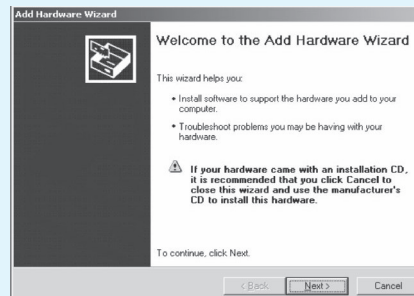 Add Hardware Wizard
Welcome to the Add Hardware Wizard
This wizard helps you:
• Install software to support the hardware you add to your
computer.
• Troubleshoot problems you may be having with your
hardware.
If your hardware came with an installation CD,
it is recommended that you click Cancel to
close this wizard and use the manufacturer's
CD to install this hardware.
To continue, click Next.
< Back
Next >
Cancel